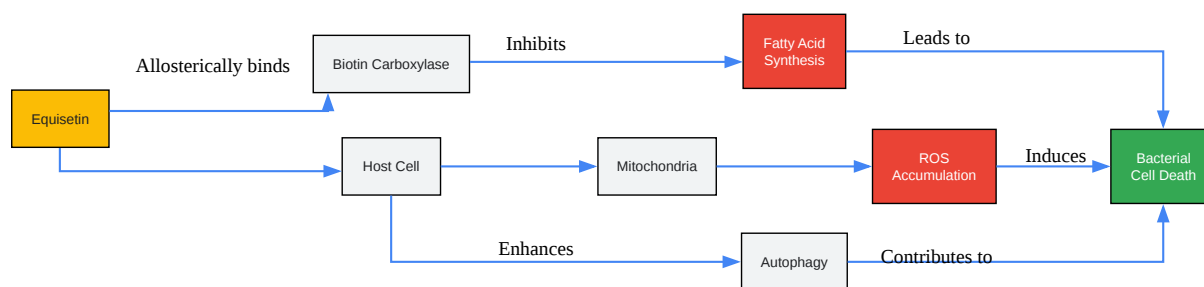 Fatty Acid
Synthesis
Leads to
Inhibits
Biotin Carboxylase
Allosterically binds
Equisetin
Host Cell
Mitochondria
ROS
Accumulation
Induces
Bacterial
Cell Death
Enhances
Autophagy
Contributes to